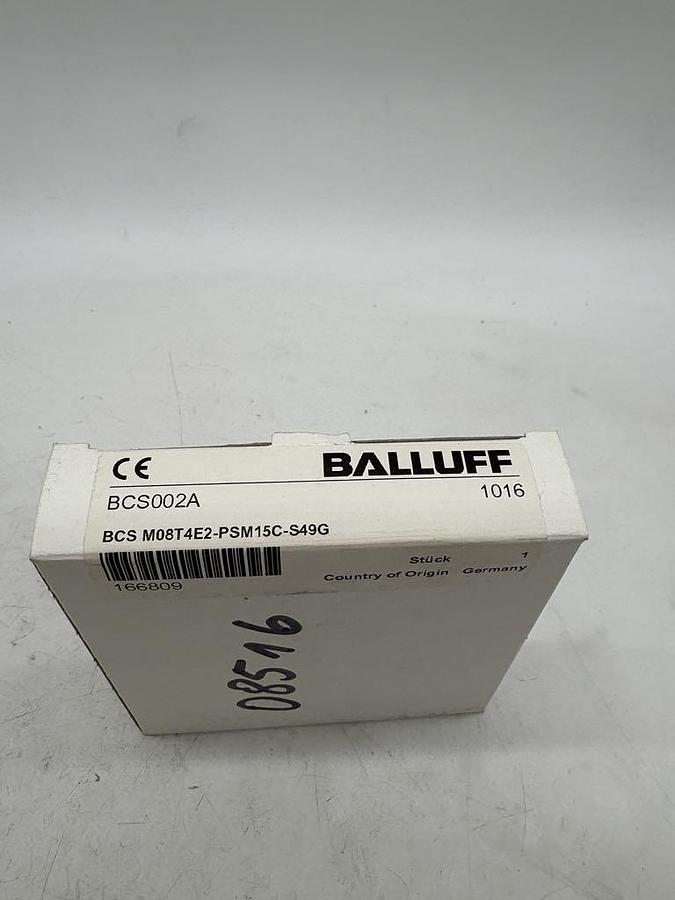 CE
BALLUFF
BCS002A
1016
BCS M08T4E2-PSM15C-S49G
Stück 1
166809
Country of Origin Germany
08516